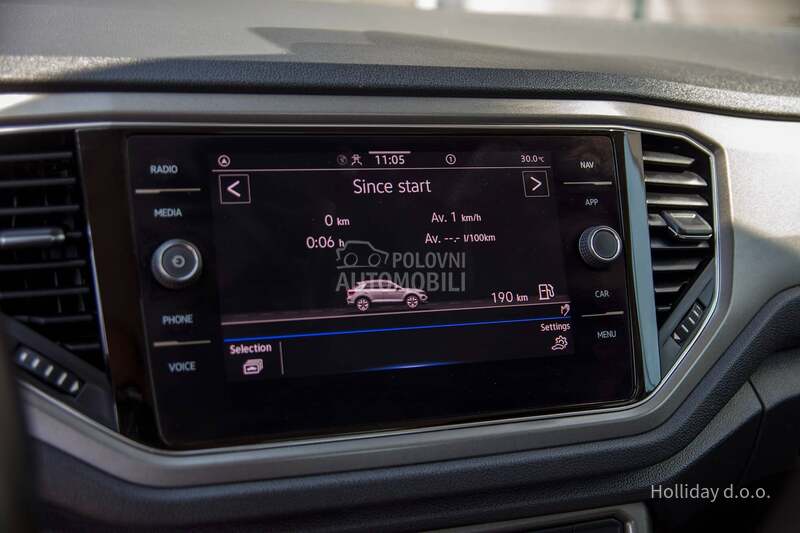 RADIO
MEDIA
PHONE
VOICE
11:05
1
30.0°C
<
Since start
>
0 km
Av. 1 km/h
0:06 h
Av. --.- l/100km
POLOVNI
AUTOMOBILI
190 km
Selection
Settings
NAV
APP
CAR
MENU
Holliday d.o.o.